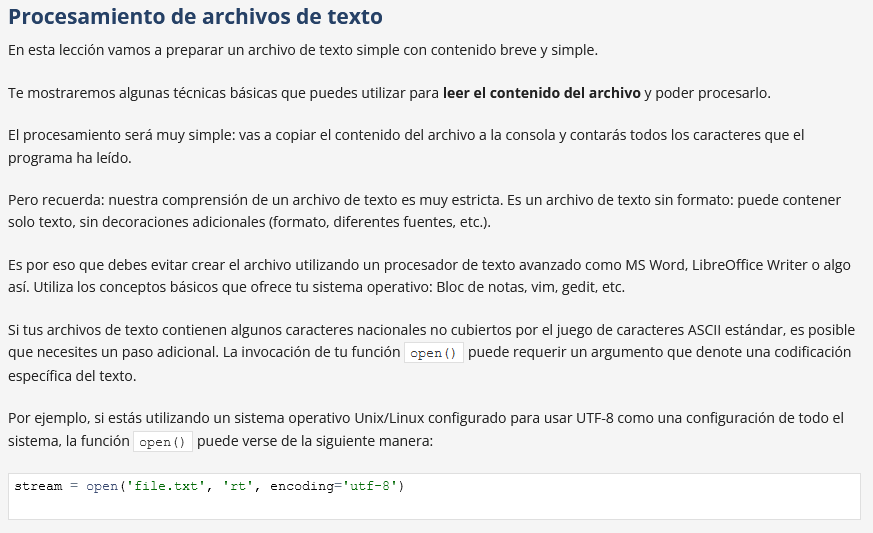 Procesamiento de archivos de texto
En esta lección vamos a preparar un archivo de texto simple con contenido breve y simple.
Te mostraremos algunas técnicas básicas que puedes utilizar para leer el contenido del archivo y poder procesarlo.
El procesamiento será muy simple: vas a copiar el contenido del archivo a la consola y contarás todos los caracteres que el
programa ha leído.
Pero recuerda: nuestra comprensión de un archivo de texto es muy estricta. Es un archivo de texto sin formato: puede contener
solo texto, sin decoraciones adicionales (formato, diferentes fuentes, etc.).
Es por eso que debes evitar crear el archivo utilizando un procesador de texto avanzado como MS Word, LibreOffice Writer o algo
así. Utiliza los conceptos básicos que ofrece tu sistema operativo: Bloc de notas, vim, gedit, etc.
Si tus archivos de texto contienen algunos caracteres nacionales no cubiertos por el juego de caracteres ASCII estándar, es posible
que necesites un paso adicional. La invocación de tu función open() puede requerir un argumento que denote una codificación
específica del texto.
Por ejemplo, si estás utilizando un sistema operativo Unix/Linux configurado para usar UTF-8 como una configuración de todo el
sistema, la función open() puede verse de la siguiente manera:
stream = open('file.txt', 'rt', encoding='utf-8')